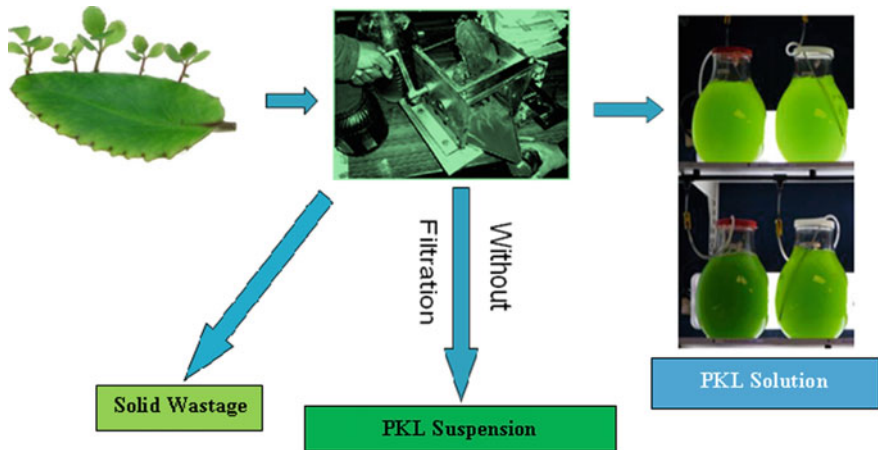 Without
Filtration
PKL Solution
Solid Wastage
PKL Suspension